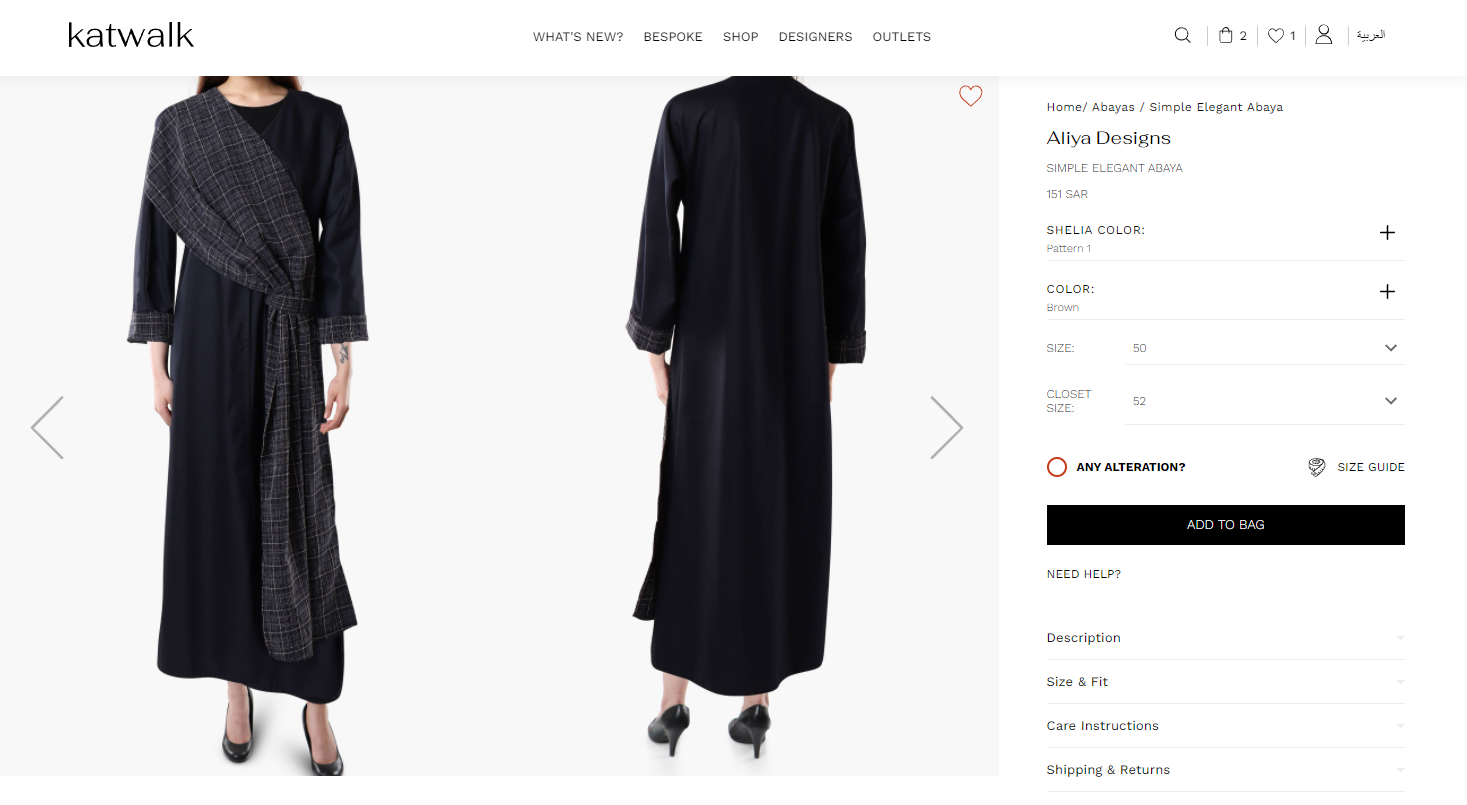 katwalk
WHAT'S NEW? BESPOKE SHOP DESIGNERS OUTLETS
2 1 العربية
Home/ Abayas / Simple Elegant Abaya
Aliya Designs
SIMPLE ELEGANT ABAYA
151 SAR
SHELIA COLOR:
Pattern 1
COLOR:
Brown
SIZE: 50
CLOSET
SIZE: 52
ANY ALTERATION? SIZE GUIDE
ADD TO BAG
NEED HELP?
Description
Size & Fit
Care Instructions
Shipping & Returns